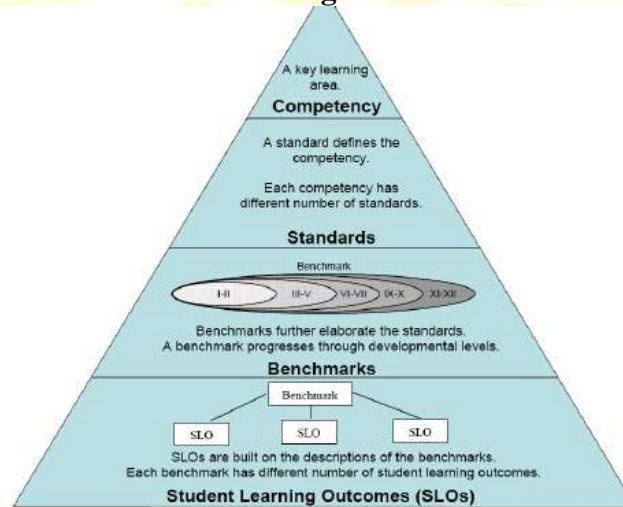 A key learning
area.
Competency
A standard defines the
competency.
Each competency has
different number of standards.
Standards
Benchmark
I-II III-V VI-VII IX-X XI-XII
Benchmarks further elaborate the standards.
A benchmark progresses through developmental levels.
Benchmarks
Benchmark
SLO SLO SLO
SLOs are built on the descriptions of the benchmarks.
Each benchmark has different number of student learning outcomes.
Student Learning Outcomes (SLOs)